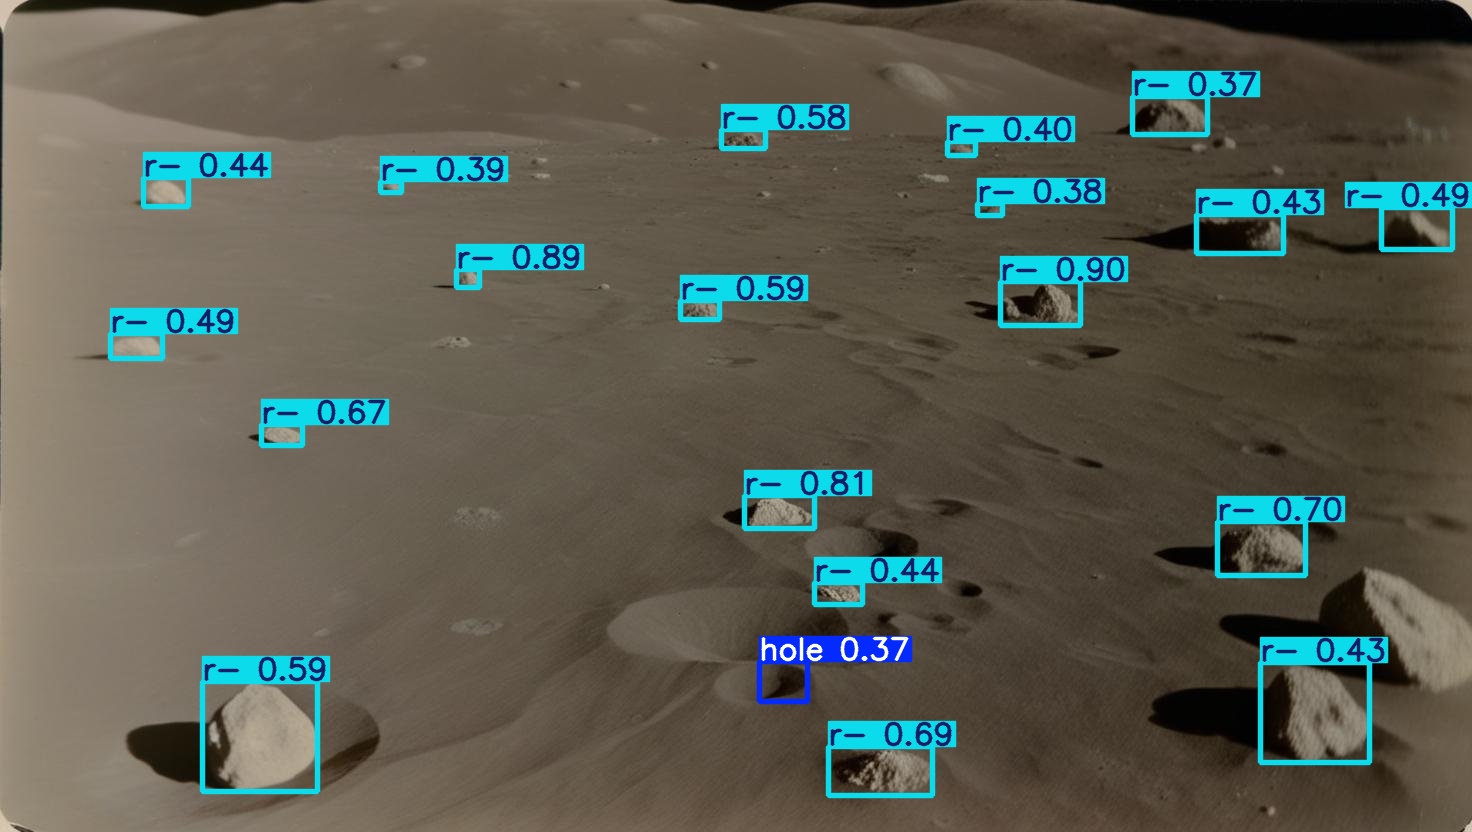 r- 0.37
r- 0.58
r- 0.40
r- 0.44
r- 0.39
r- 0.38
r- 0.43
r- 0.49
r- 0.89
r- 0.59
r- 0.90
r- 0.49
r- 0.67
r- 0.81
r- 0.70
r- 0.44
hole 0.37
r- 0.43
r- 0.59
r- 0.69